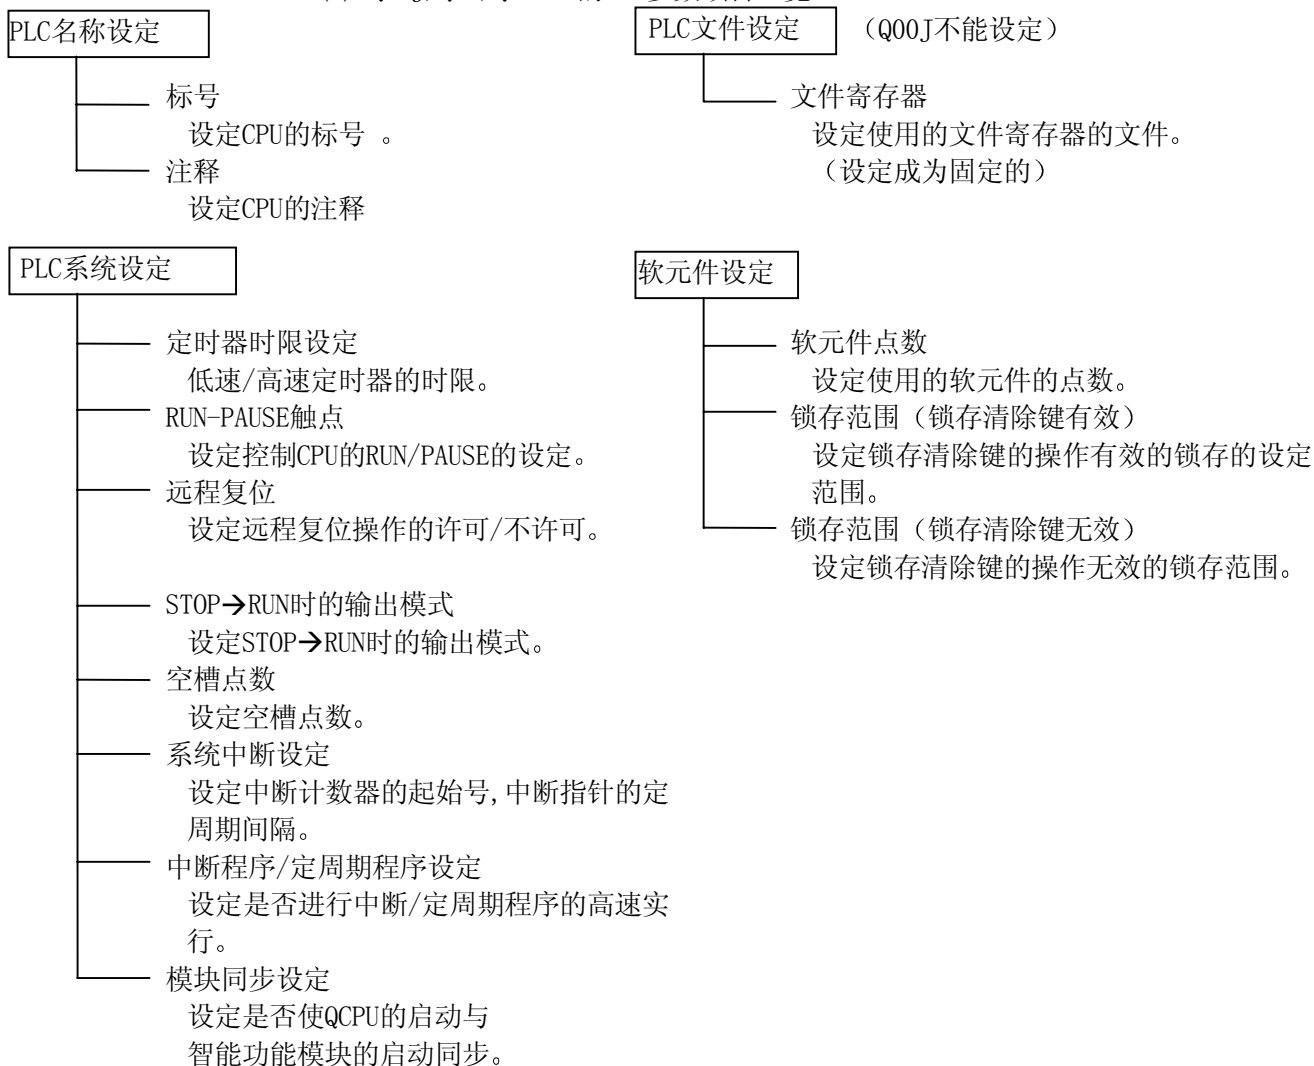 PLC名称设定
标号
设定CPU的标号 。
注释
设定CPU的注释
PLC系统设定
定时器时限设定
低速/高速定时器的时限。
RUN-PAUSE触点
设定控制CPU的RUN/PAUSE的设定。
远程复位
设定远程复位操作的许可/不许可。
STOP→RUN时的输出模式
设定STOP→RUN时的输出模式。
空槽点数
设定空槽点数。
系统中断设定
设定中断计数器的起始号,中断指针的定
周期间隔。
中断程序/定周期程序设定
设定是否进行中断/定周期程序的高速实
行。
模块同步设定
设定是否使QCPU的启动与
智能功能模块的启动同步。
PLC文件设定 （Q00J不能设定）
文件寄存器
设定使用的文件寄存器的文件。
（设定成为固定的）
软元件设定
软元件点数
设定使用的软元件的点数。
锁存范围（锁存清除键有效）
设定锁存清除键的操作有效的锁存的设定
范围。
锁存范围（锁存清除键无效）
设定锁存清除键的操作无效的锁存范围。